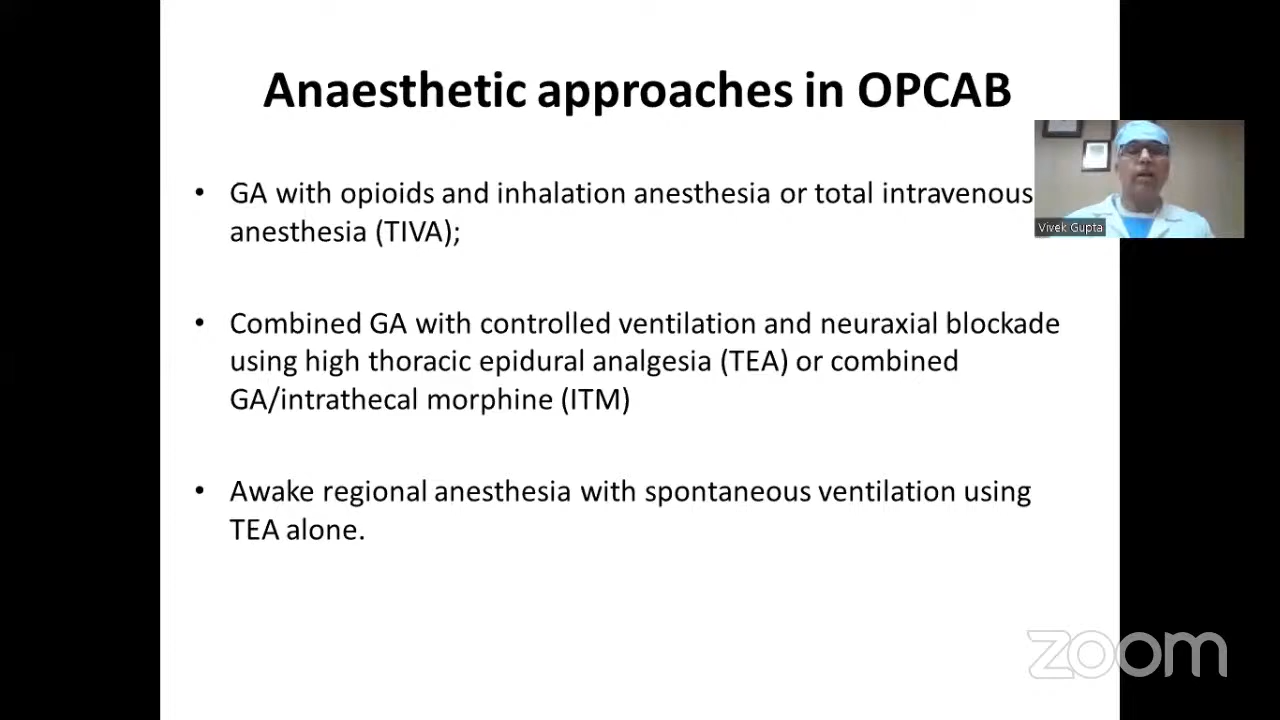 Anaesthetic approaches in OPCAB
• GA with opioids and inhalation anesthesia or total intravenous
anesthesia (TIVA);
Vivek Gupta
• Combined GA with controlled ventilation and neuraxial blockade
using high thoracic epidural analgesia (TEA) or combined
GA/intrathecal morphine (ITM)
• Awake regional anesthesia with spontaneous ventilation using
TEA alone.
zoom